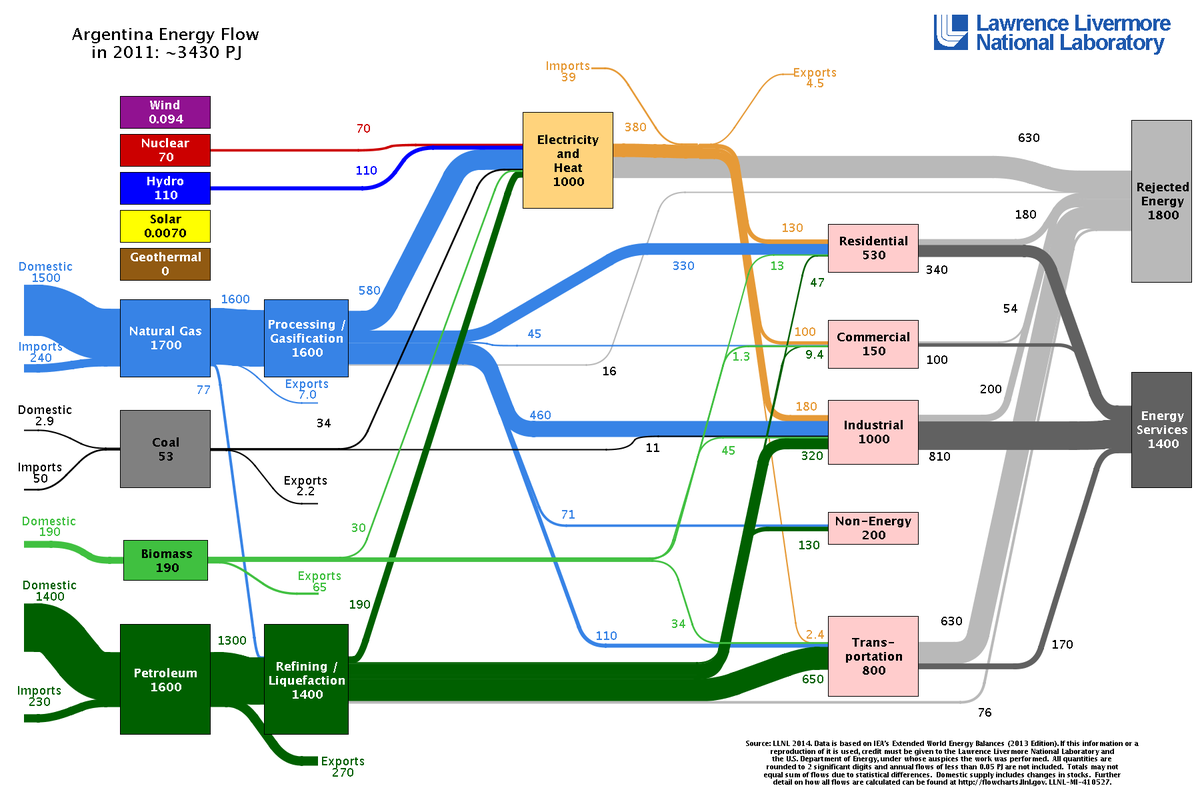 Argentina Energy Flow
in 2011: ~3430 PJ
Lawrence Livermore
National Laboratory
Imports
39
Exports
4.5
Wind
0.094
Nuclear
70
Hydro
110
Solar
0.0070
Geothermal
0
70
110
Electricity
and
Heat
1000
380
630
Rejected
Energy
1800
Domestic
1500
Imports
240
Natural Gas
1700
1600
Processing /
Gasification
1600
580
77
Exports
7.0
330
45
16
460
130
13
47
Residential
530
180
340
100
1.3
9.4
Commercial
150
54
100
180
45
320
Industrial
1000
200
810
Energy
Services
1400
Domestic
2.9
Imports
50
Coal
53
34
Exports
2.2
11
71
Non-Energy
200
130
Domestic
190
Biomass
190
30
Exports
65
34
110
Domestic
1400
Imports
230
Petroleum
1600
1300
Refining /
Liquefaction
1400
190
Exports
270
2.4
650
Trans-
portation
800
630
170
76
Source: LLNL 2014. Data is based on IEA's Extended World Energy Balances (2013 Edition). If this information or a
reproduction of it is used, credit must be given to the Lawrence Livermore National Laboratory and
the U.S. Department of Energy, under whose auspices the work was performed. All quantities are
rounded to 2 significant digits and annual flows of less than 0.05 PJ are not included. Totals may not
equal sum of flows due to statistical differences. Domestic supply includes changes in stocks. Further
detail on how all flows are calculated can be found at http://flowcharts.llnl.gov. LLNL-MI-410527.